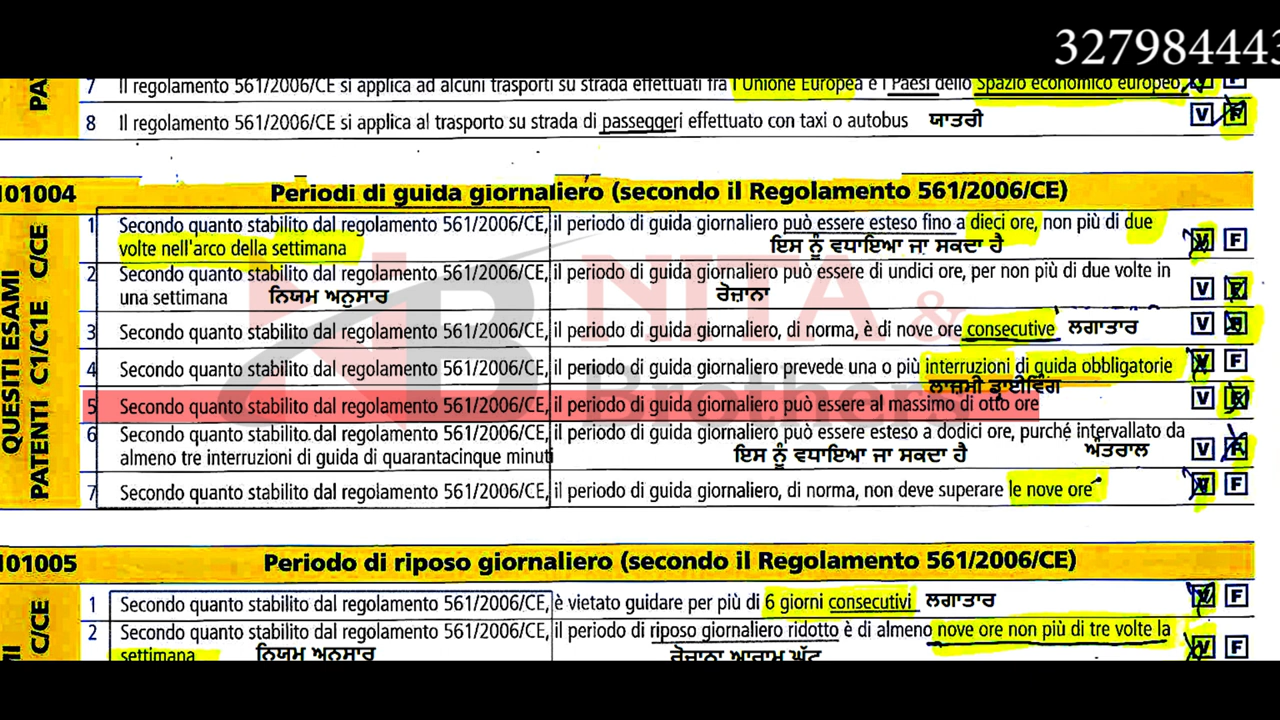 327984443
PA
7 Il regolamento 561/2006/CE si applica ad alcuni trasporti su strada effettuati fra l'Unione Europea e i Paesi dello Spazio economico europeo V F
8 Il regolamento 561/2006/CE si applica al trasporto su strada di passeggeri effettuato con taxi o autobus ਯਾਤਰੀ V F
101004 Periodi di guida giornaliero (secondo il Regolamento 561/2006/CE)
QUESITI ESAMI
PATENTI C1/C1E C/CE
1 Secondo quanto stabilito dal regolamento 561/2006/CE, il periodo di guida giornaliero può essere esteso fino a dieci ore, non più di due
volte nell'arco della settimana ਇਸ ਨੂੰ ਵਧਾਇਆ ਜਾ ਸਕਦਾ ਹੈ V F
2 Secondo quanto stabilito dal regolamento 561/2006/CE, il periodo di guida giornaliero può essere di undici ore, per non più di due volte in
una settimana ਨਿਯਮ ਅਨੁਸਾਰ ਰੋਜ਼ਾਨਾ V F
3 Secondo quanto stabilito dal regolamento 561/2006/CE, il periodo di guida giornaliero, di norma, è di nove ore consecutive ਲਗਾਤਾਰ V F
4 Secondo quanto stabilito dal regolamento 561/2006/CE, il periodo di guida giornaliero prevede una o più interruzioni di guida obbligatorie V F
ਲਾਜ਼ਮੀ ਡ੍ਰਾਈਵਿੰਗ
5 Secondo quanto stabilito dal regolamento 561/2006/CE, il periodo di guida giornaliero può essere al massimo di otto ore V F
6 Secondo quanto stabilito dal regolamento 561/2006/CE, il periodo di guida giornaliero può essere esteso a dodici ore, purché intervallato da
almeno tre interruzioni di guida di quarantacinque minuti ਇਸ ਨੂੰ ਵਧਾਇਆ ਜਾ ਸਕਦਾ ਹੈ ਅੰਤਰਾਲ V F
7 Secondo quanto stabilito dal regolamento 561/2006/CE, il periodo di guida giornaliero, di norma, non deve superare le nove ore V F
NB NITA &
Brothers
101005 Periodo di riposo giornaliero (secondo il Regolamento 561/2006/CE)
MI
C/CE
1 Secondo quanto stabilito dal regolamento 561/2006/CE, è vietato guidare per più di 6 giorni consecutivi ਲਗਾਤਾਰ V F
2 Secondo quanto stabilito dal regolamento 561/2006/CE, il periodo di riposo giornaliero ridotto è di almeno nove ore non più di tre volte la
settimana ਨਿਯਮ ਅਨੁਸਾਰ ਰੋਜ਼ਾਨਾ ਆਰਾਮ ਘੱਟ V F